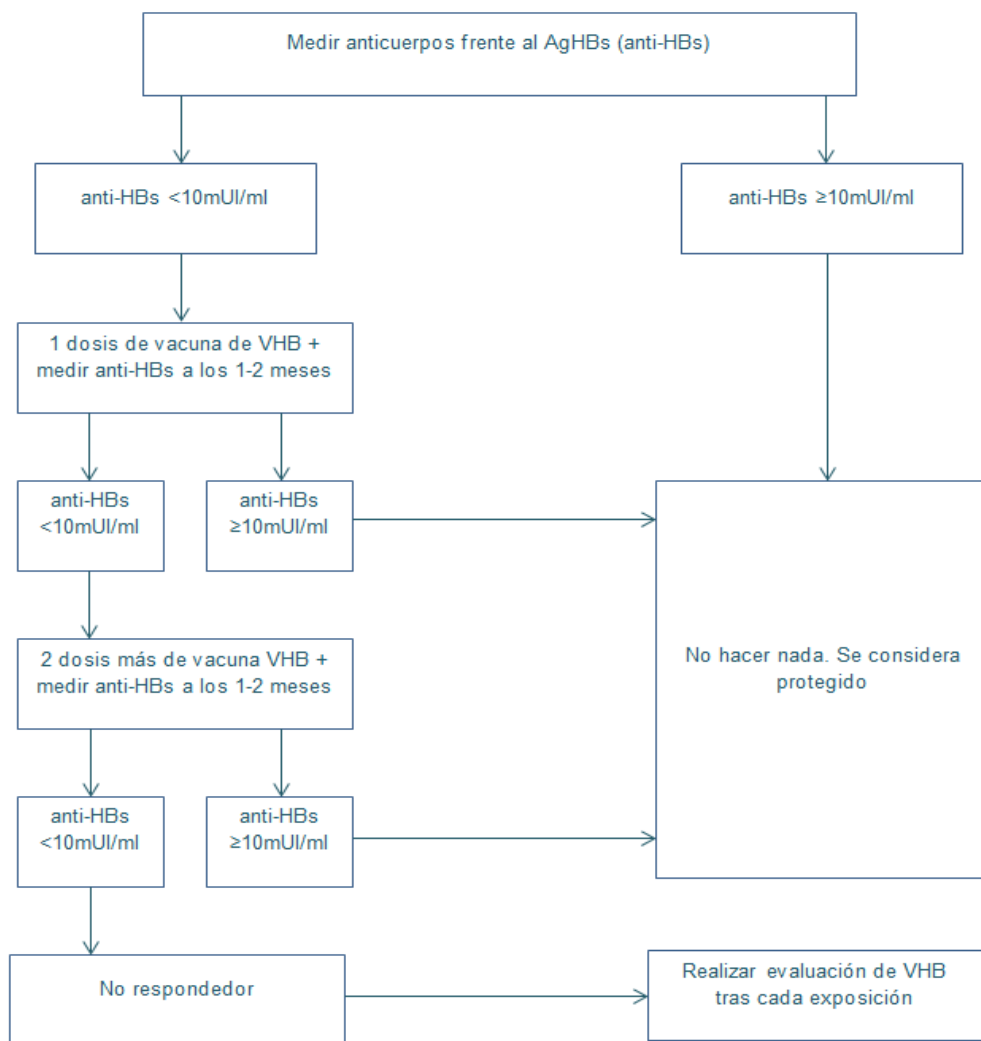 Medir anticuerpos frente al AgHBs (anti-HBs)
anti-HBs <10mUI/ml
anti-HBs ≥10mUI/ml
1 dosis de vacuna de VHB +
medir anti-HBs a los 1-2 meses
anti-HBs
<10mUI/ml
anti-HBs
≥10mUI/ml
No hacer nada. Se considera
protegido
2 dosis más de vacuna VHB +
medir anti-HBs a los 1-2 meses
anti-HBs
<10mUI/ml
anti-HBs
≥10mUI/ml
No respondedor
Realizar evaluación de VHB
tras cada exposición